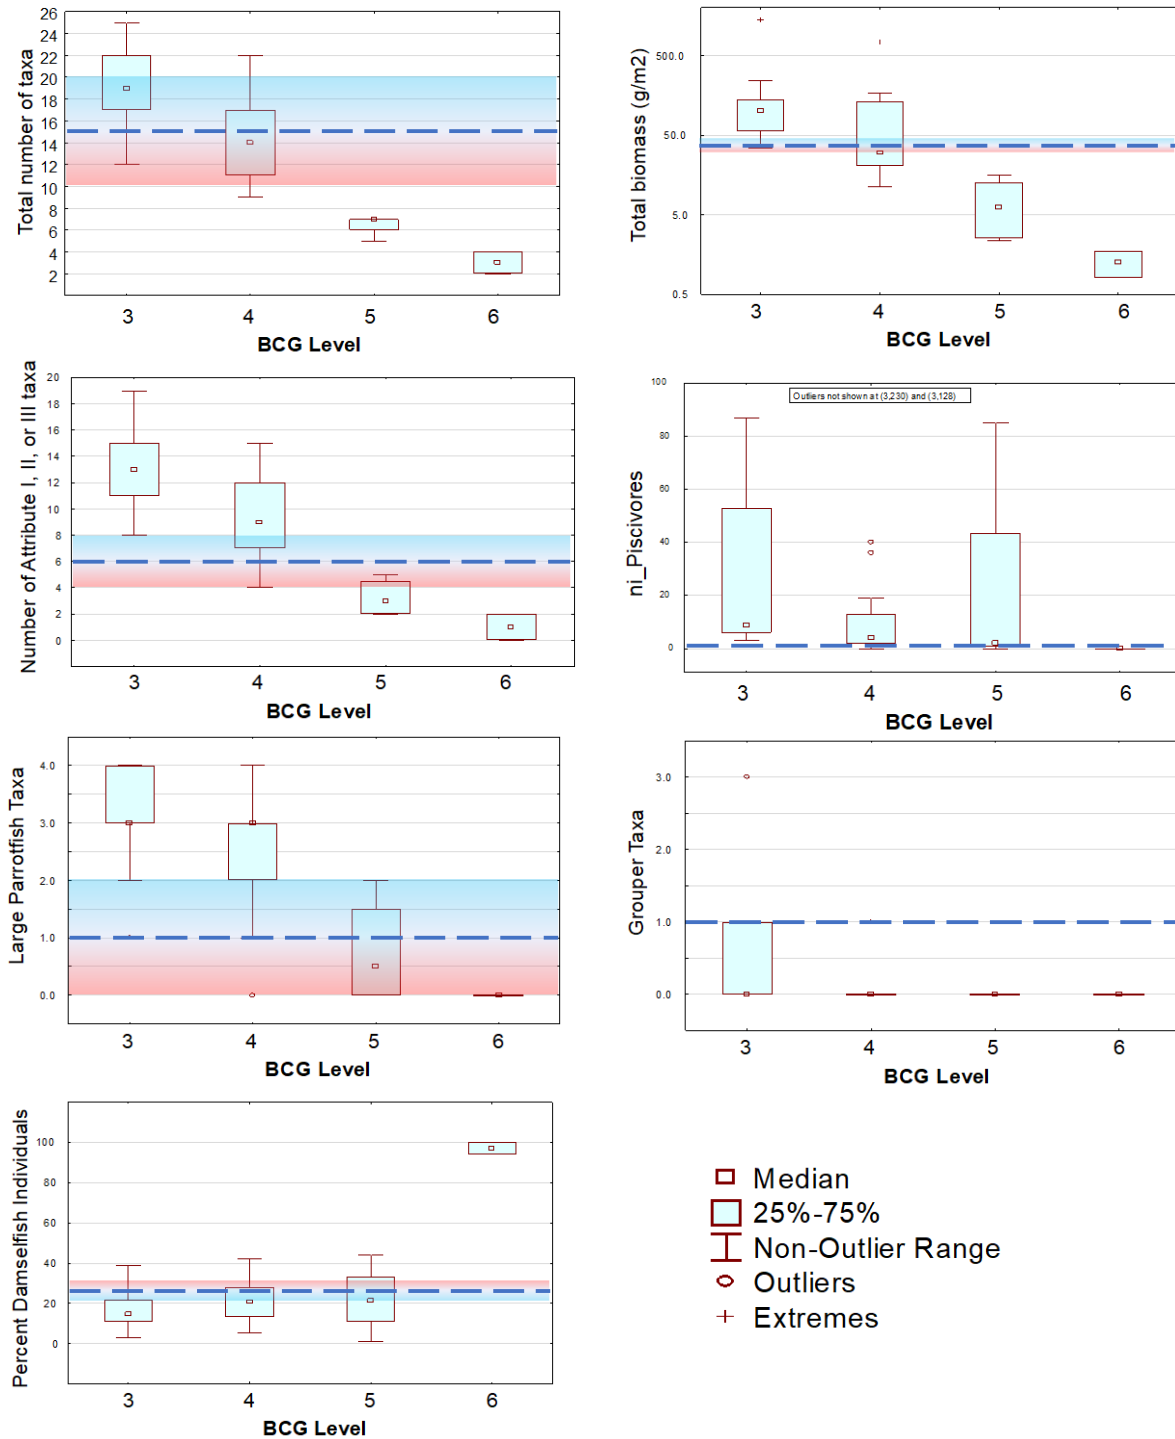 Total number of taxa
26
24
22
20
18
16
14
12
10
8
6
4
2
3 4 5 6
BCG Level
Total biomass (g/m2)
500.0
50.0
5.0
0.5
3 4 5 6
BCG Level
Number of Attribute I, II, or III taxa
20
18
16
14
12
10
8
6
4
2
0
3 4 5 6
BCG Level
ni_Piscivores
100
80
60
40
20
0
Outliers not shown at (3,230) and (3,128)
3 4 5 6
BCG Level
Large Parrotfish Taxa
4.0
3.0
2.0
1.0
0.0
3 4 5 6
BCG Level
Grouper Taxa
3.0
2.0
1.0
0.0
3 4 5 6
BCG Level
Percent Damselfish Individuals
100
80
60
40
20
0
3 4 5 6
BCG Level
Median
25%-75%
Non-Outlier Range
Outliers
Extremes